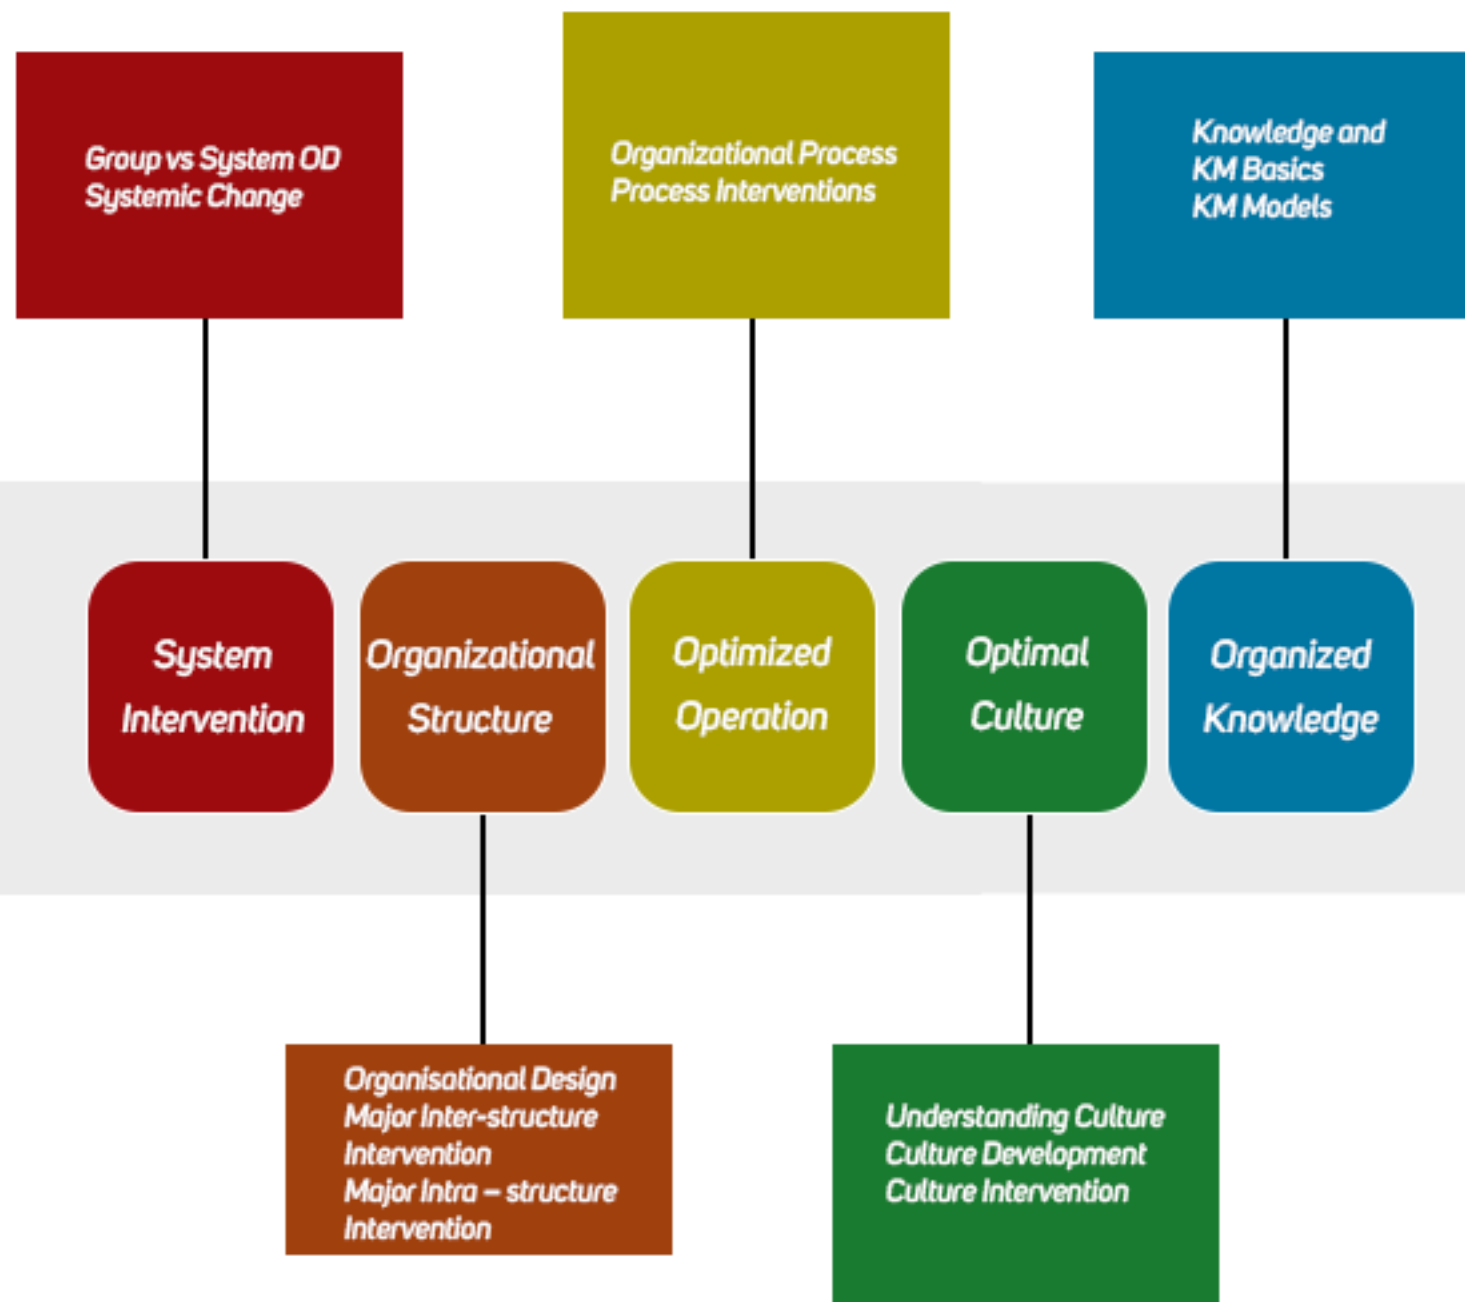 Group vs System OD
Systemic Change
Organizational Process
Process Interventions
Knowledge and
KM Basics
KM Models
System
Intervention
Organizational
Structure
Optimized
Operation
Optimal
Culture
Organized
Knowledge
Organisational Design
Major Inter-structure
Intervention
Major Intra – structure
Intervention
Understanding Culture
Culture Development
Culture Intervention